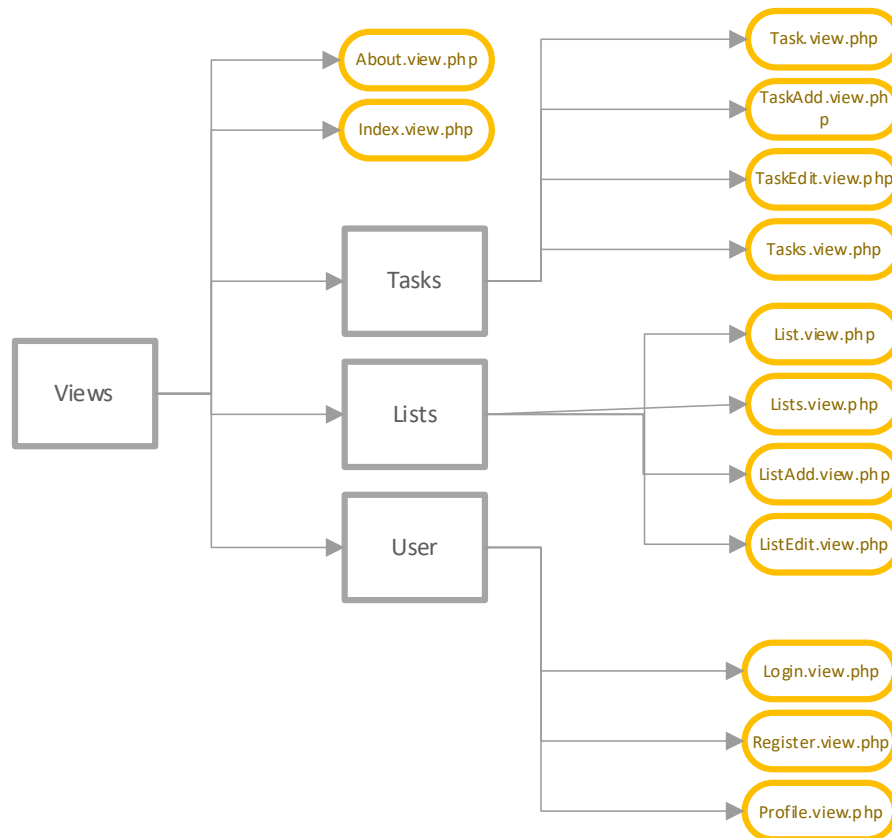 About.view.php
Index.view.php
Views
Tasks
Lists
User
Task.view.php
TaskAdd.view.ph
p
TaskEdit.view.php
Tasks.view.php
List.view.php
Lists.view.php
ListAdd.view.php
ListEdit.view.php
Login.view.php
Register.view.php
Profile.view.php